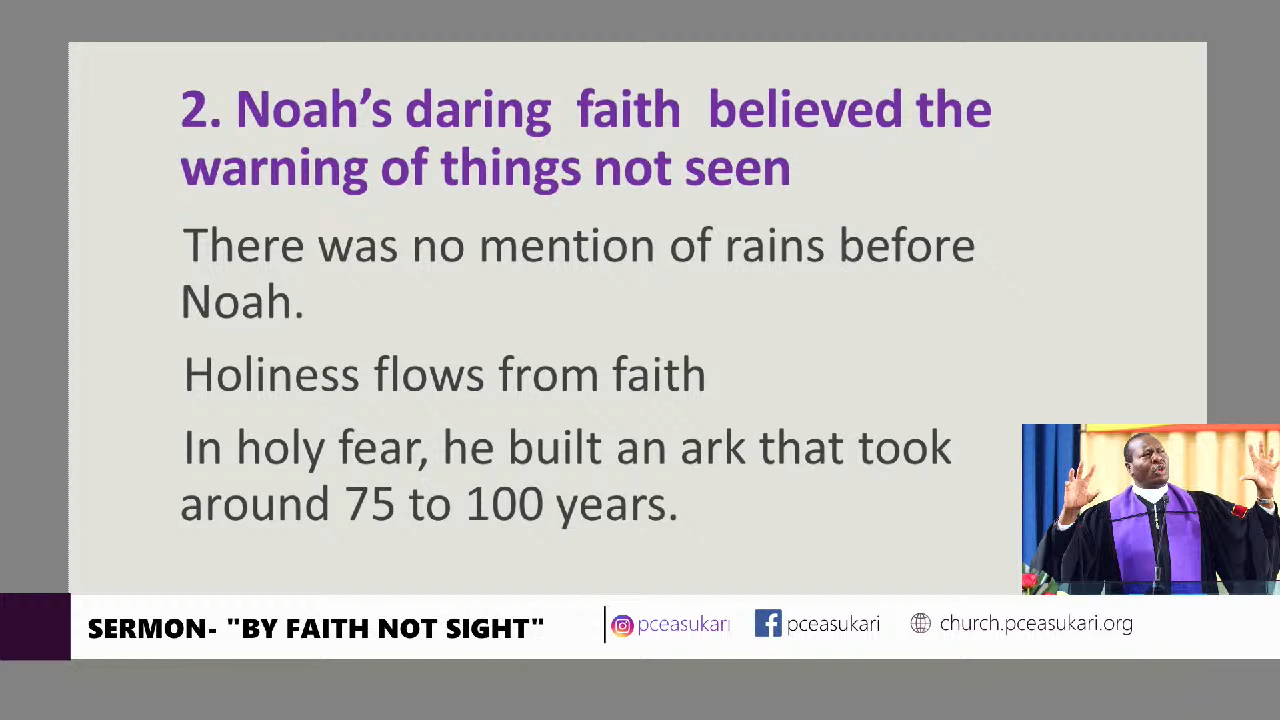 2. Noah’s daring faith believed the
warning of things not seen
There was no mention of rains before
Noah.
Holiness flows from faith
In holy fear, he built an ark that took
around 75 to 100 years.
SERMON- "BY FAITH NOT SIGHT"
pceasukari
pceasukari
church.pceasukari.org